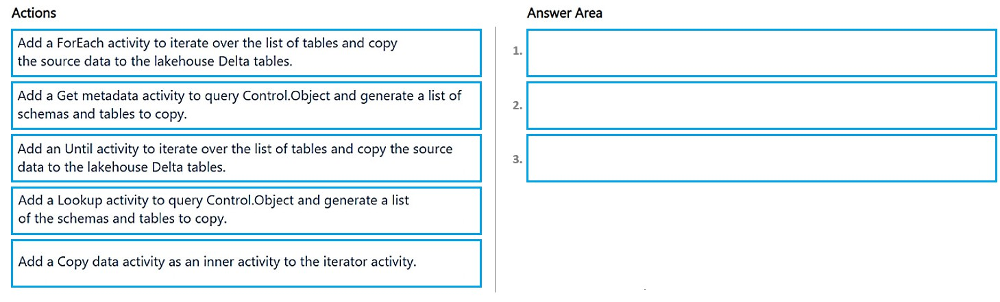 Actions
Add a ForEach activity to iterate over the list of tables and copy
the source data to the lakehouse Delta tables.
Add a Get metadata activity to query Control.Object and generate a list of
schemas and tables to copy.
Add an Until activity to iterate over the list of tables and copy the source
data to the lakehouse Delta tables.
Add a Lookup activity to query Control.Object and generate a list
of the schemas and tables to copy.
Add a Copy data activity as an inner activity to the iterator activity.
Answer Area
1.
2.
3.